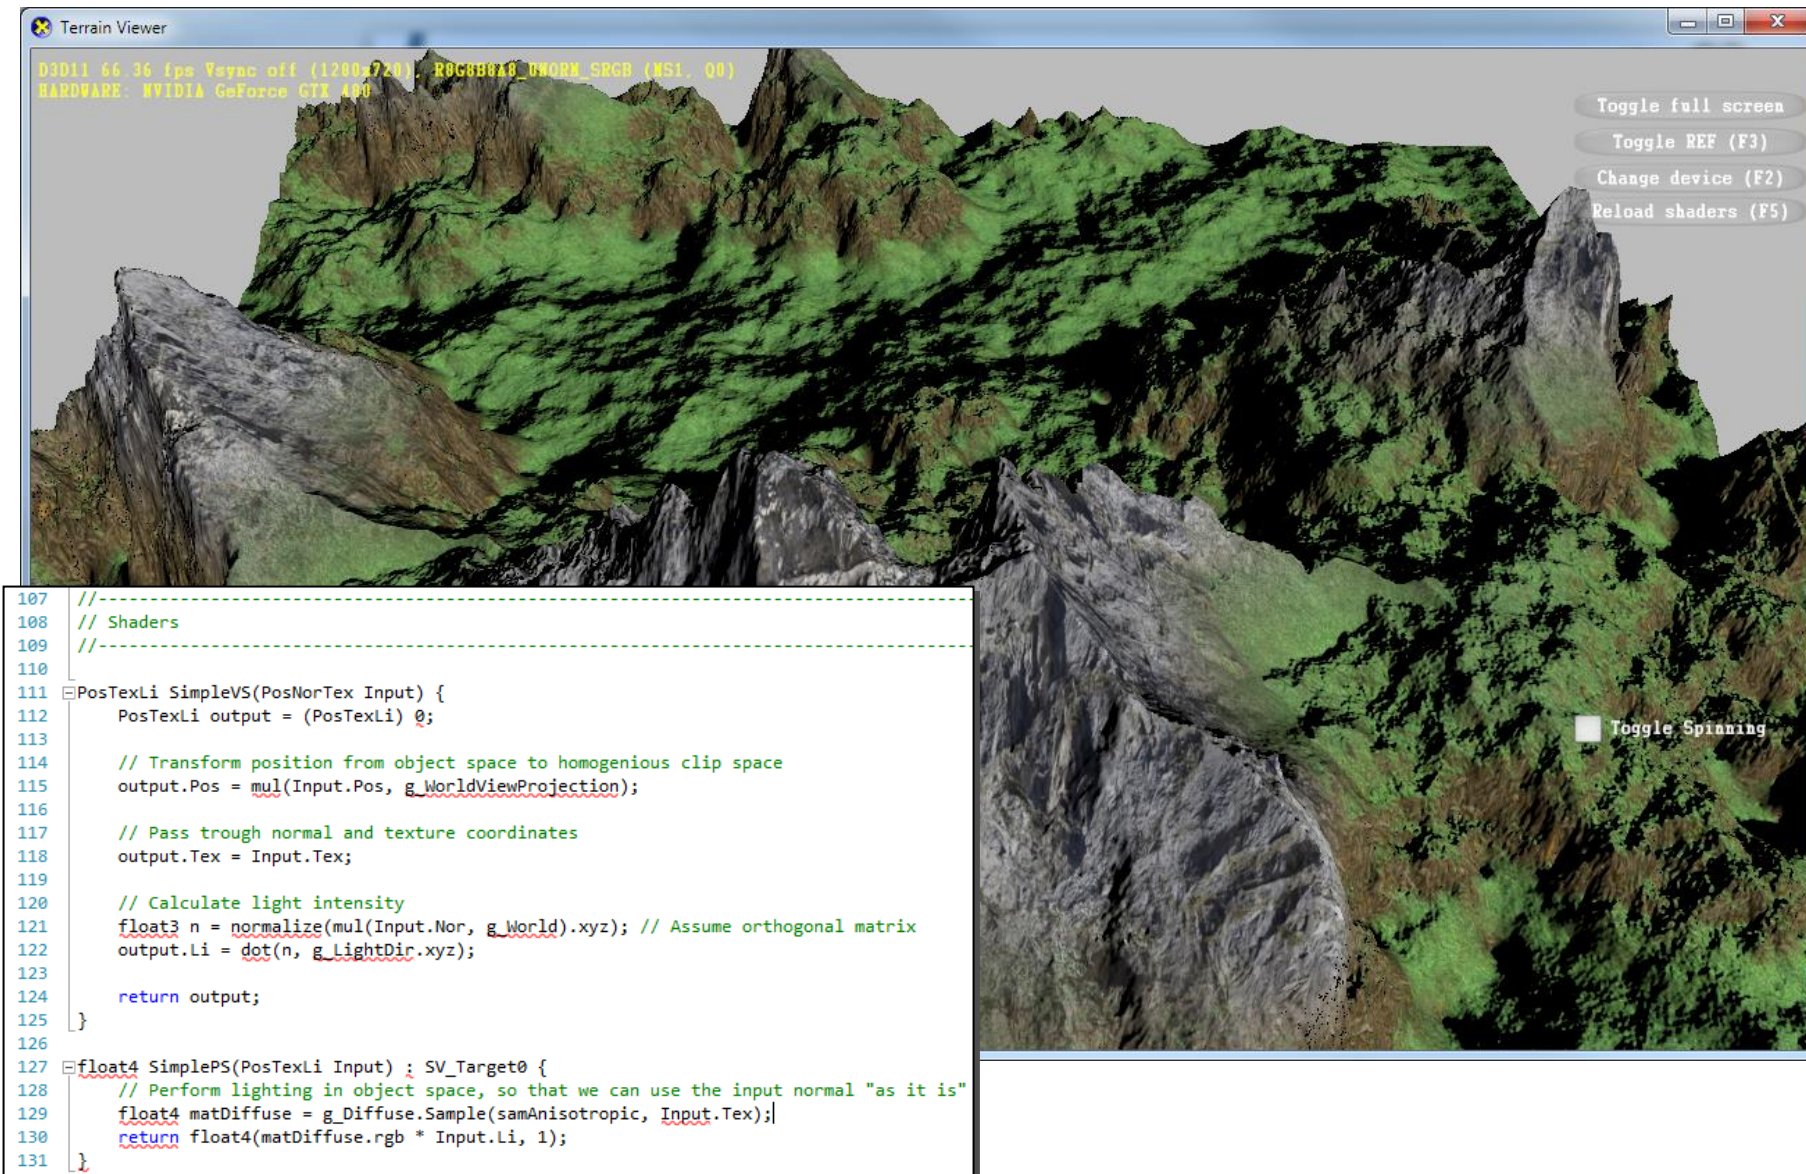 Terrain Viewer
D3D11 66.36 fps Vsync off (1280x720), R8G8B8A8_UNORM_SRGB (MS1, Q0)
HARDWARE: NVIDIA GeForce GTX 480
Toggle full screen
Toggle REF (F3)
Change device (F2)
Reload shaders (F5)
Toggle Spinning
107 //------------------------------------------------------------------------------------
108 // Shaders
109 //------------------------------------------------------------------------------------
110
111 PosTexLi SimpleVS(PosNorTex Input) {
112     PosTexLi output = (PosTexLi) 0;
113
114     // Transform position from object space to homogenious clip space
115     output.Pos = mul(Input.Pos, g_WorldViewProjection);
116
117     // Pass trough normal and texture coordinates
118     output.Tex = Input.Tex;
119
120     // Calculate light intensity
121     float3 n = normalize(mul(Input.Nor, g_World).xyz); // Assume orthogonal matrix
122     output.Li = dot(n, g_LightDir.xyz);
123
124     return output;
125 }
126
127 float4 SimplePS(PosTexLi Input) : SV_Target0 {
128     // Perform lighting in object space, so that we can use the input normal "as it is"
129     float4 matDiffuse = g_Diffuse.Sample(samAnisotropic, Input.Tex);
130     return float4(matDiffuse.rgb * Input.Li, 1);
131 }